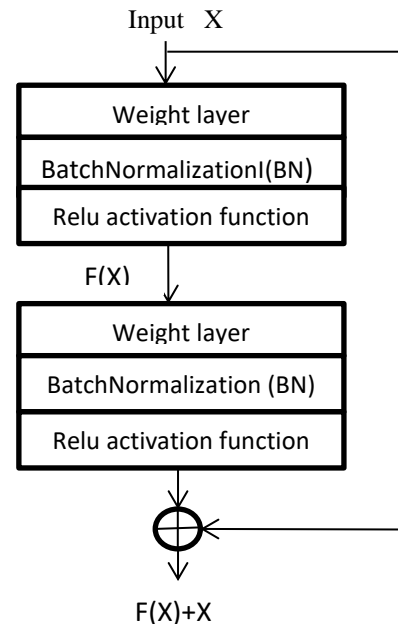 Input X
Weight layer
BatchNormalizationI(BN)
Relu activation function
F(X)
Weight layer
BatchNormalization (BN)
Relu activation function
F(X)+X